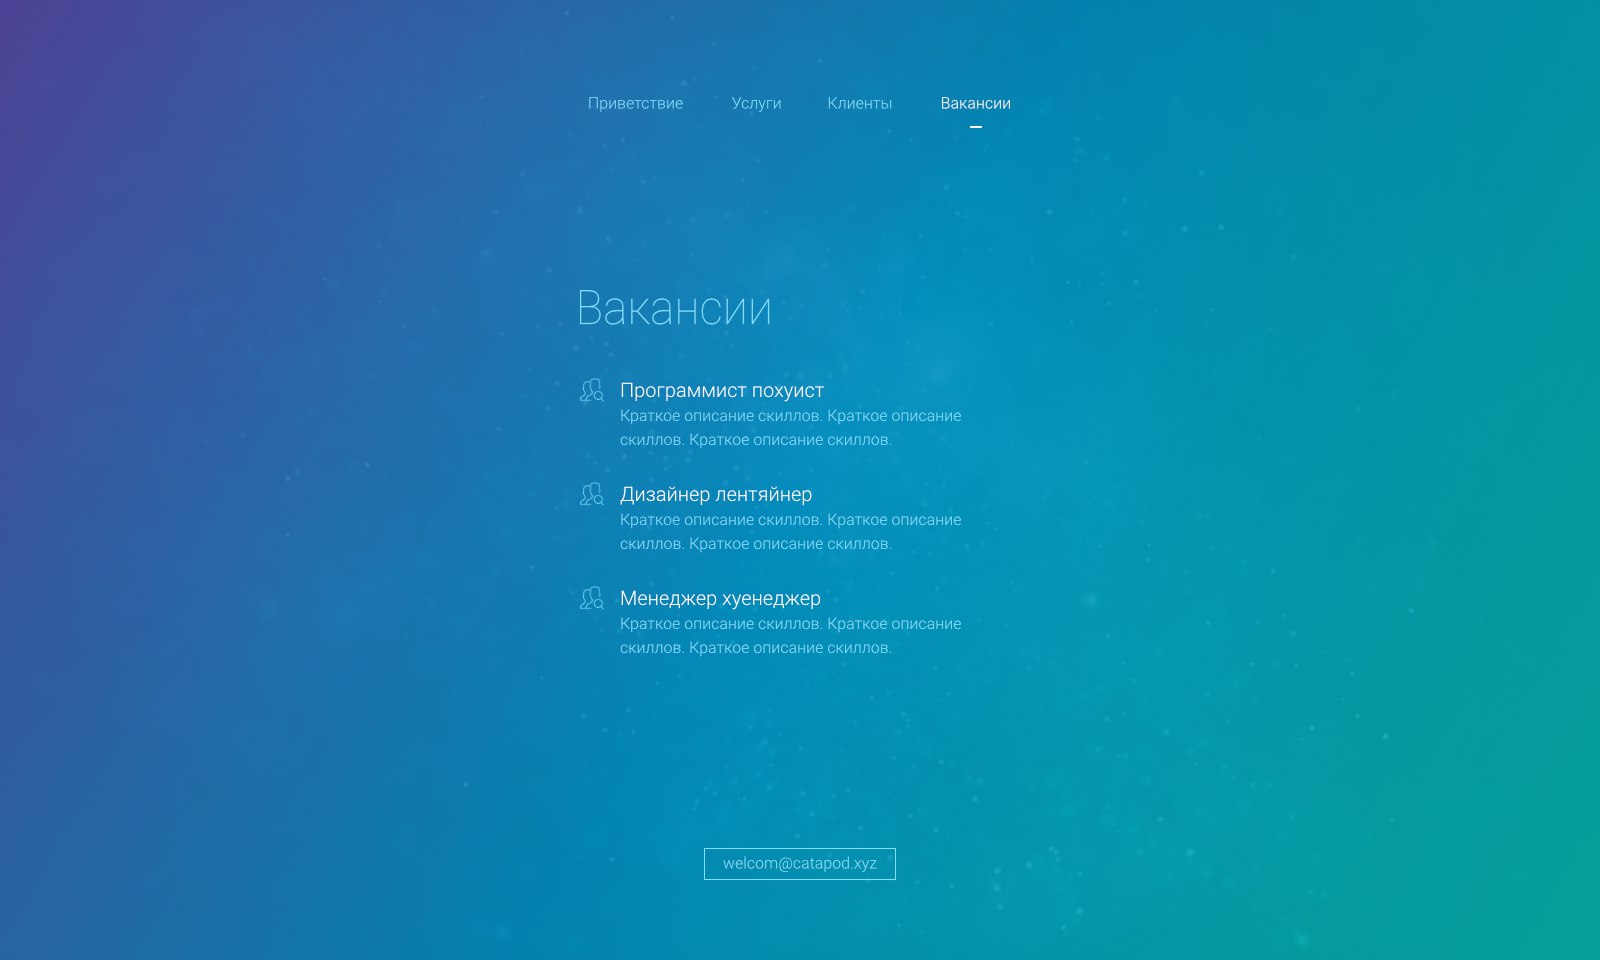 Приветствие Услуги Клиенты Вакансии
Вакансии
Программист похуист
Краткое описание скиллов. Краткое описание
скиллов. Краткое описание скиллов.
Дизайнер лентяйнер
Краткое описание скиллов. Краткое описание
скиллов. Краткое описание скиллов.
Менеджер хуенеджер
Краткое описание скиллов. Краткое описание
скиллов. Краткое описание скиллов.
welcom@catapod.xyz